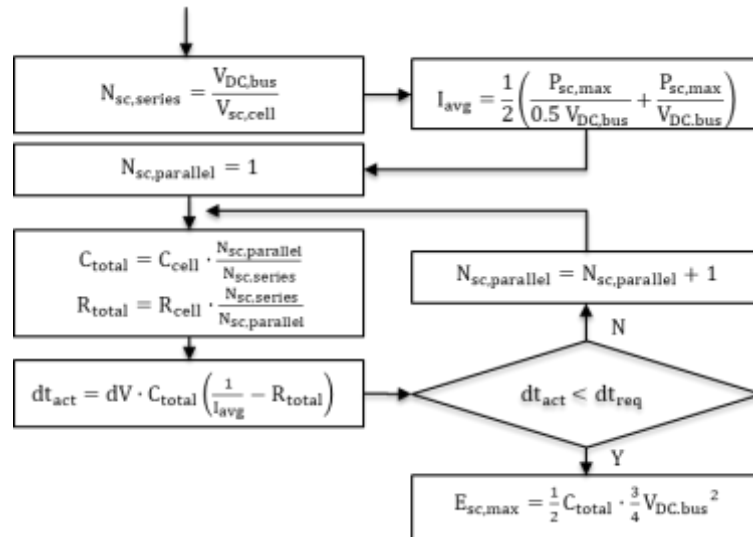 N_sc,series = V_DC,bus / V_sc,cell
I_avg = 1/2 ( P_sc,max / 0.5 V_DC,bus + P_sc,max / V_DC.bus )
N_sc,parallel = 1
C_total = C_cell · N_sc,parallel / N_sc,series
R_total = R_cell · N_sc,series / N_sc,parallel
N_sc,parallel = N_sc,parallel + 1
N
dt_act = dV · C_total ( 1 / I_avg − R_total )
dt_act < dt_req
Y
E_sc,max = 1/2 C_total · 3/4 V_DC.bus²